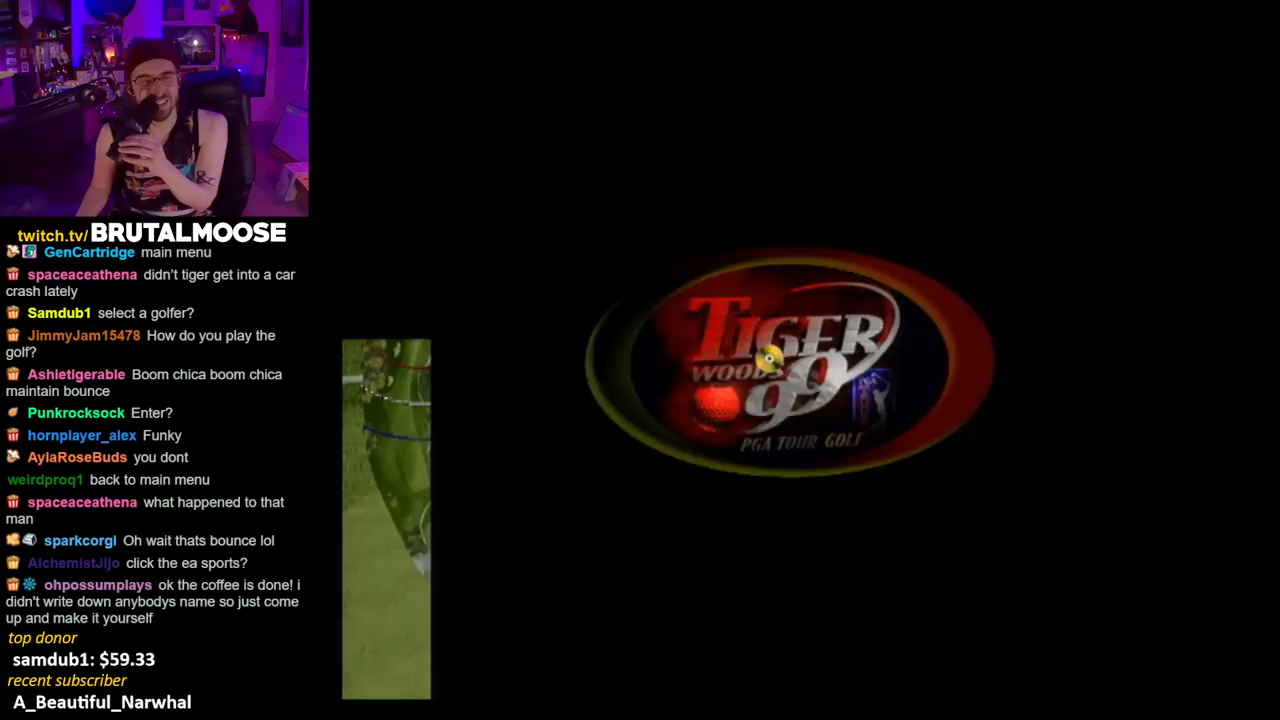 twitch.tv/BRUTALMOOSE
GenCartridge main menu
spaceaceathena didn't tiger get into a car
crash lately
Samdub1 select a golfer?
JimmyJam15478 How do you play the
golf?
Ashletigerable Boom chica boom chica
maintain bounce
Punkrocksock Enter?
hornplayer_alex Funky
AylaRoseBuds you dont
weirdproq1 back to main menu
spaceaceathena what happened to that
man
sparkcorgi Oh wait thats bounce lol
AlchemistJIjo click the ea sports?
ohpossumplays ok the coffee is done! i
didn't write down anybodys name so just come
up and make it yourself
top donor
samdub1: $59.33
recent subscriber
A_Beautiful_Narwhal
TIGER
WOODS
99
PGA TOUR GOLF